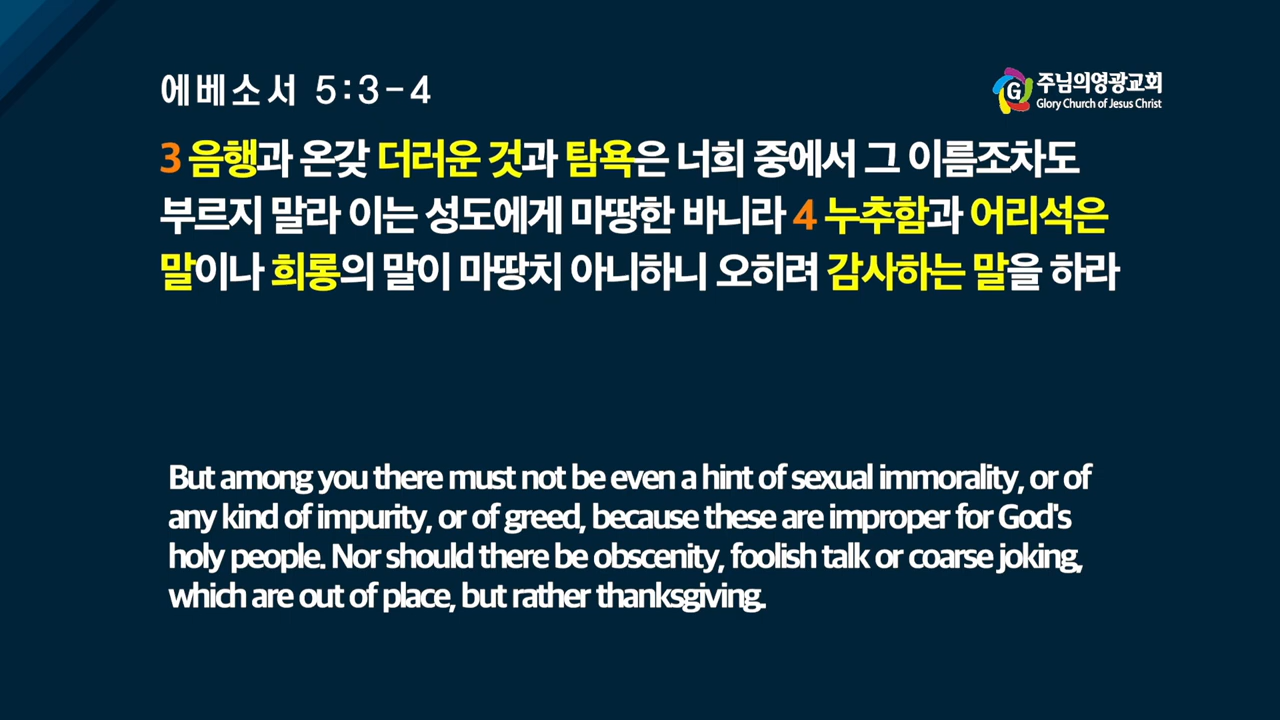 에베소서 5:3-4
G 주님의영광교회
Glory Church of Jesus Christ
3 음행과 온갖 더러운 것과 탐욕은 너희 중에서 그 이름조차도
부르지 말라 이는 성도에게 마땅한 바니라 4 누추함과 어리석은
말이나 희롱의 말이 마땅치 아니하니 오히려 감사하는 말을 하라
But among you there must not be even a hint of sexual immorality, or of
any kind of impurity, or of greed, because these are improper for God's
holy people. Nor should there be obscenity, foolish talk or coarse joking,
which are out of place, but rather thanksgiving.